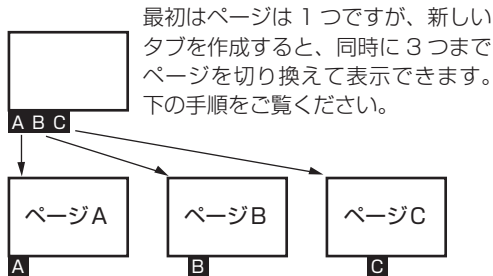 最初はページは 1 つですが、新しい
タブを作成すると、同時に 3 つまで
ページを切り換えて表示できます。
下の手順をご覧ください。
A B C
ページA
ページB
ページC
A
B
C